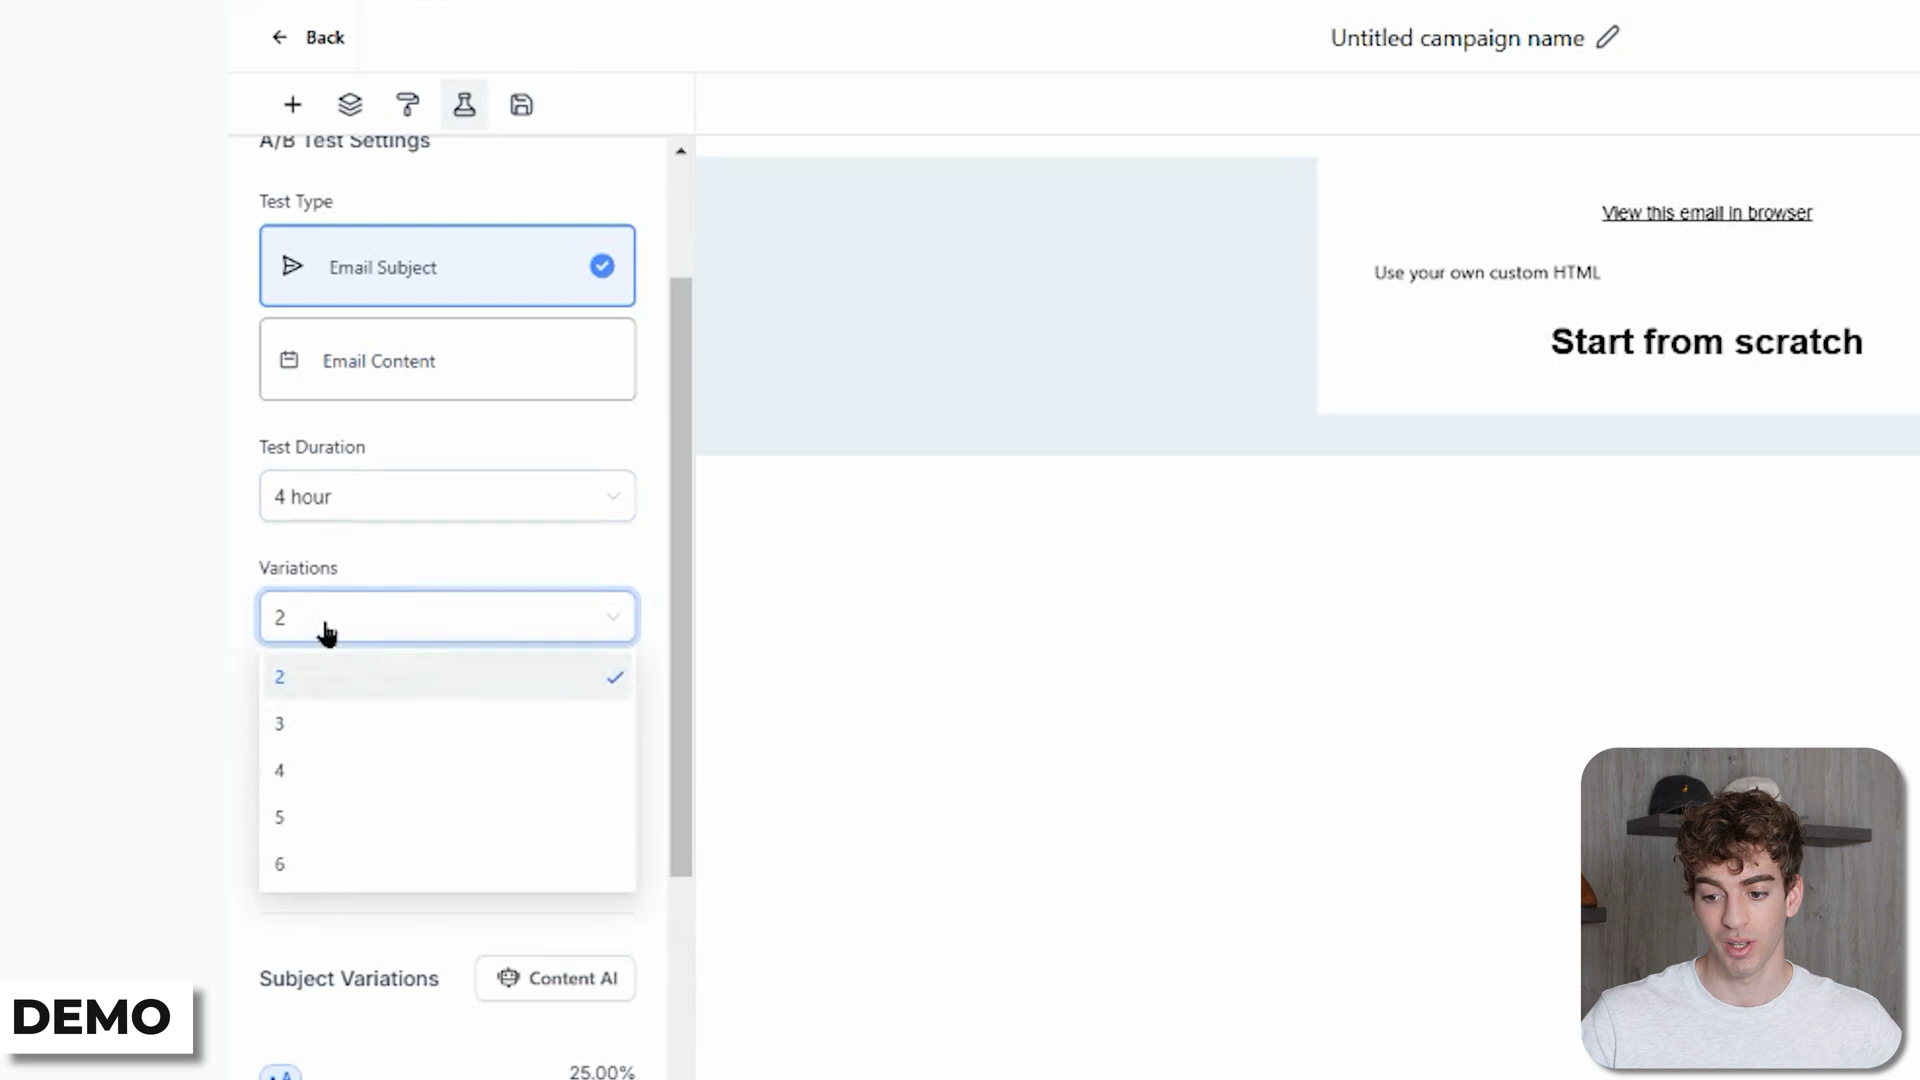 Back
Untitled campaign name
A/B Test Settings
Test Type
Email Subject
Email Content
Test Duration
4 hour
Variations
2
2
3
4
5
6
Subject Variations
Content AI
A
25.00%
View this email in browser
Use your own custom HTML
Start from scratch
DEMO